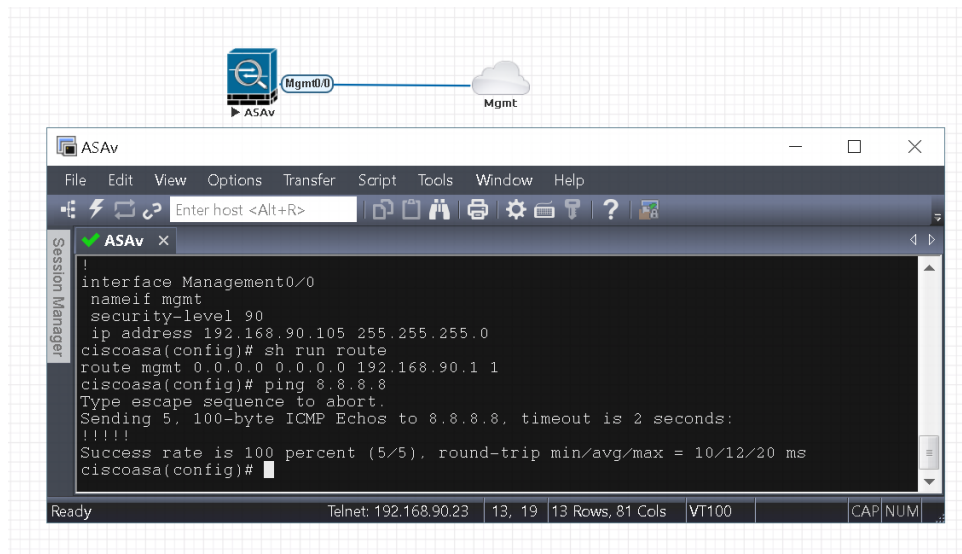 Mgmt0/0
ASAv
Mgmt
ASAv
File Edit View Options Transfer Script Tools Window Help
Enter host <Alt+R>
Session Manager
ASAv
!
interface Management0/0
 nameif mgmt
 security-level 90
 ip address 192.168.90.105 255.255.255.0
ciscoasa(config)# sh run route
route mgmt 0.0.0.0 0.0.0.0 192.168.90.1 1
ciscoasa(config)# ping 8.8.8.8
Type escape sequence to abort.
Sending 5, 100-byte ICMP Echos to 8.8.8.8, timeout is 2 seconds:
!!!!!
Success rate is 100 percent (5/5), round-trip min/avg/max = 10/12/20 ms
ciscoasa(config)#
Ready Telnet: 192.168.90.23 13, 19 13 Rows, 81 Cols VT100 CAP NUM